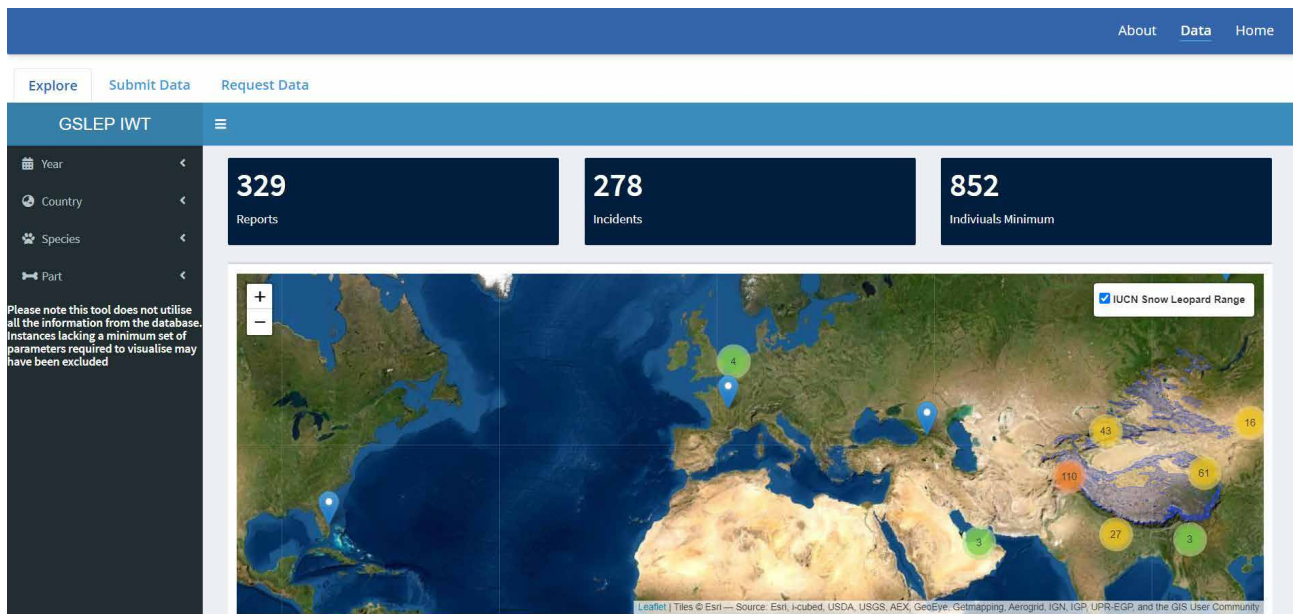 About Data Home
Explore Submit Data Request Data
GSLEP IWT
Year
Country
Species
Part
Please note this tool does not utilise
all the information from the database.
Instances lacking a minimum set of
parameters required to visualise may
have been excluded
329
Reports
278
Incidents
852
Indiviuals Minimum
+
−
IUCN Snow Leopard Range
4
43
16
110
61
27
3
3
Leaflet | Tiles © Esri — Source: Esri, i-cubed, USDA, USGS, AEX, GeoEye, Getmapping, Aerogrid, IGN, IGP, UPR-EGP, and the GIS User Community